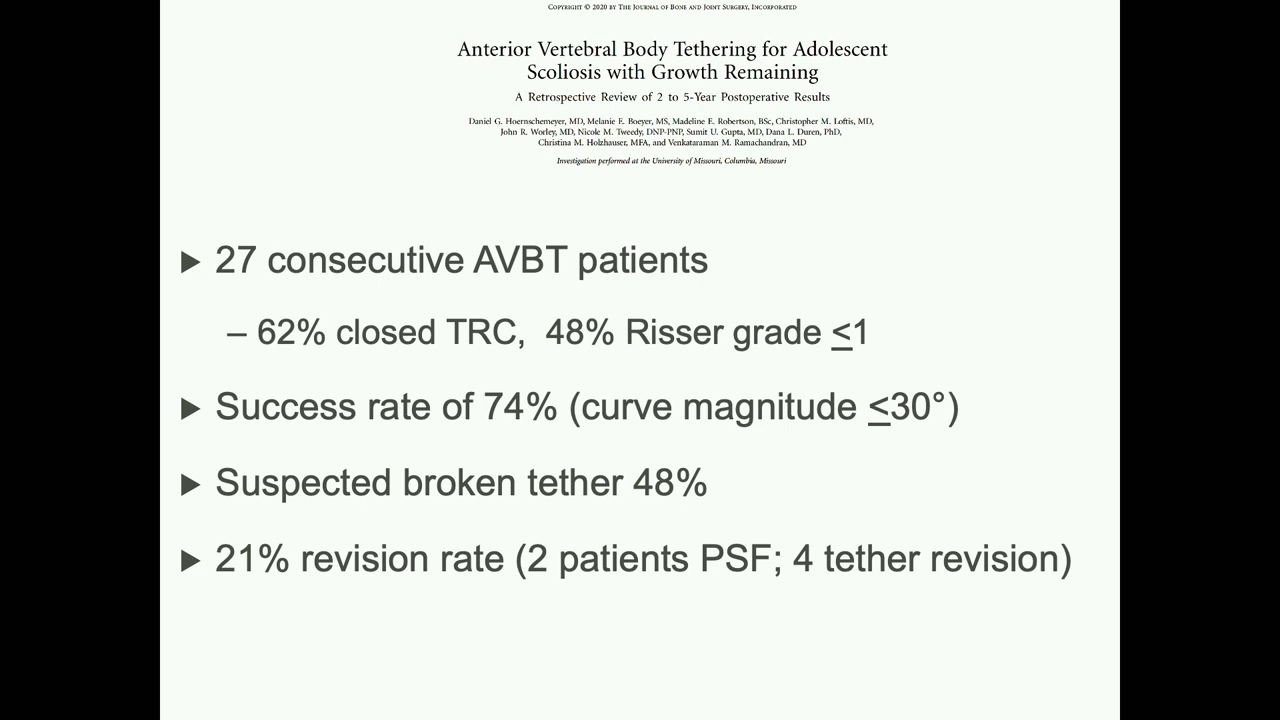 COPYRIGHT © 2020 BY THE JOURNAL OF BONE AND JOINT SURGERY, INCORPORATED
Anterior Vertebral Body Tethering for Adolescent
Scoliosis with Growth Remaining
A Retrospective Review of 2 to 5-Year Postoperative Results
Daniel G. Hoernschemeyer, MD, Melanie E. Boeyer, MS, Madeline E. Robertson, BSc, Christopher M. Loftis, MD,
John R. Worley, MD, Nicole M. Tweedy, DNP-PNP, Sumit U. Gupta, MD, Dana L. Duren, PhD,
Christina M. Holzhauser, MFA, and Venkataraman M. Ramachandran, MD
Investigation performed at the University of Missouri, Columbia, Missouri
▶ 27 consecutive AVBT patients
– 62% closed TRC, 48% Risser grade ≤1
▶ Success rate of 74% (curve magnitude ≤30°)
▶ Suspected broken tether 48%
▶ 21% revision rate (2 patients PSF; 4 tether revision)